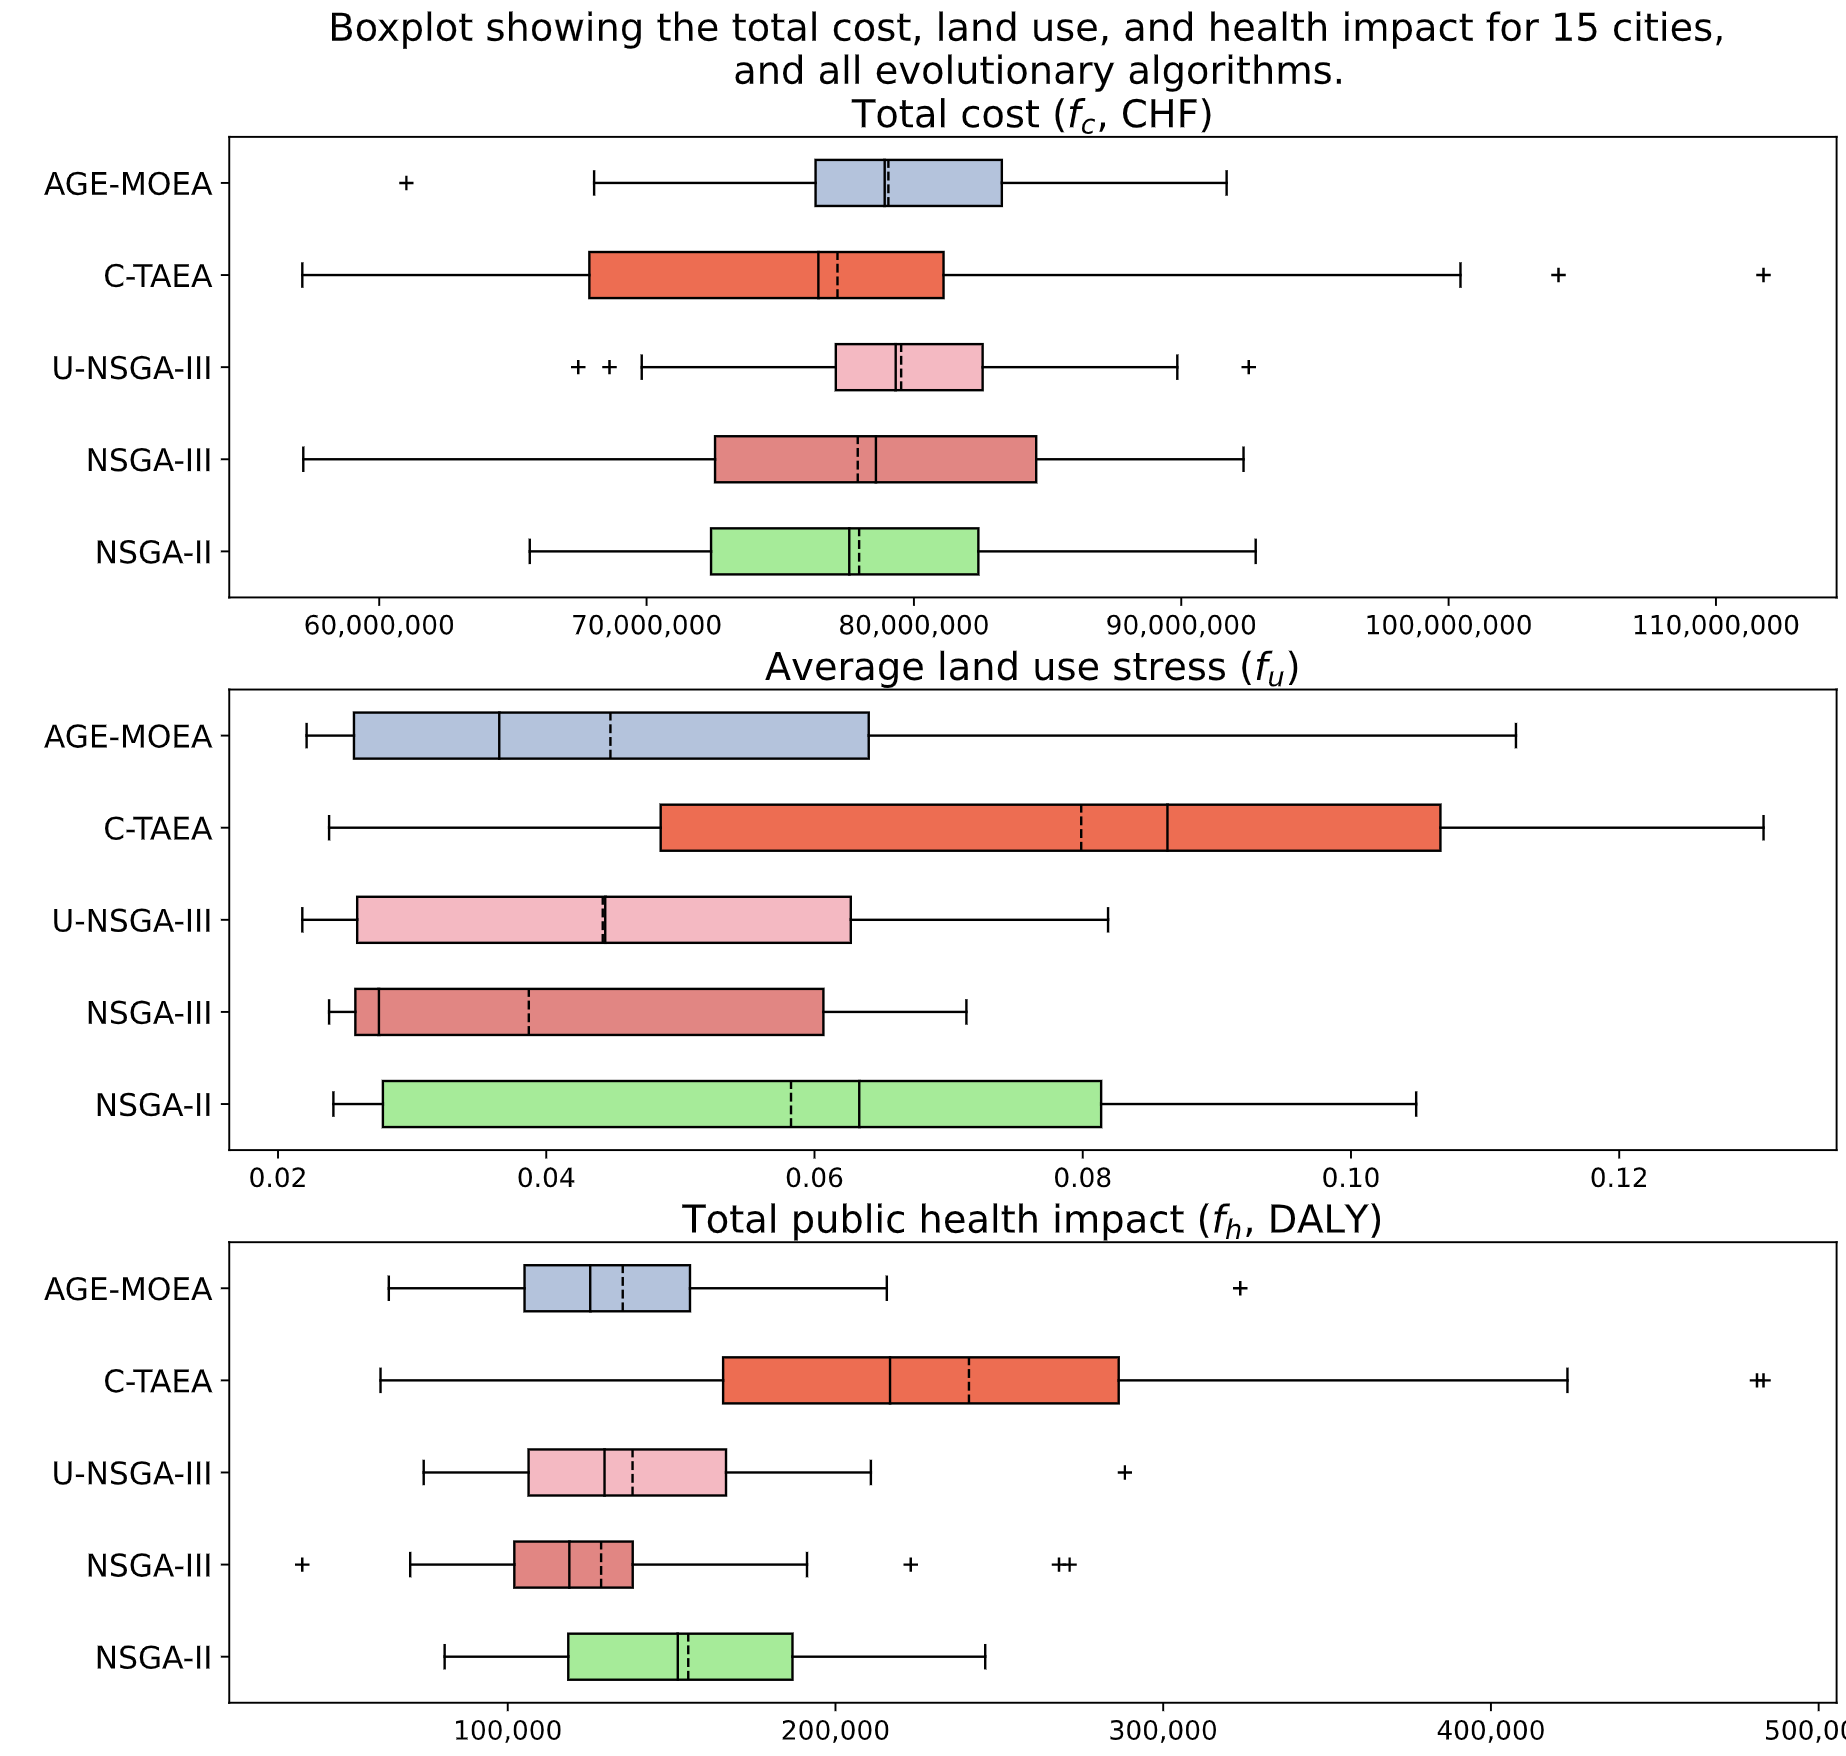 Boxplot showing the total cost, land use, and health impact for 15 cities,
and all evolutionary algorithms.
Total cost (f_c, CHF)
AGE-MOEA
C-TAEA
U-NSGA-III
NSGA-III
NSGA-II
60,000,000 70,000,000 80,000,000 90,000,000 100,000,000 110,000,000
Average land use stress (f_u)
AGE-MOEA
C-TAEA
U-NSGA-III
NSGA-III
NSGA-II
0.02 0.04 0.06 0.08 0.10 0.12
Total public health impact (f_h, DALY)
AGE-MOEA
C-TAEA
U-NSGA-III
NSGA-III
NSGA-II
100,000 200,000 300,000 400,000